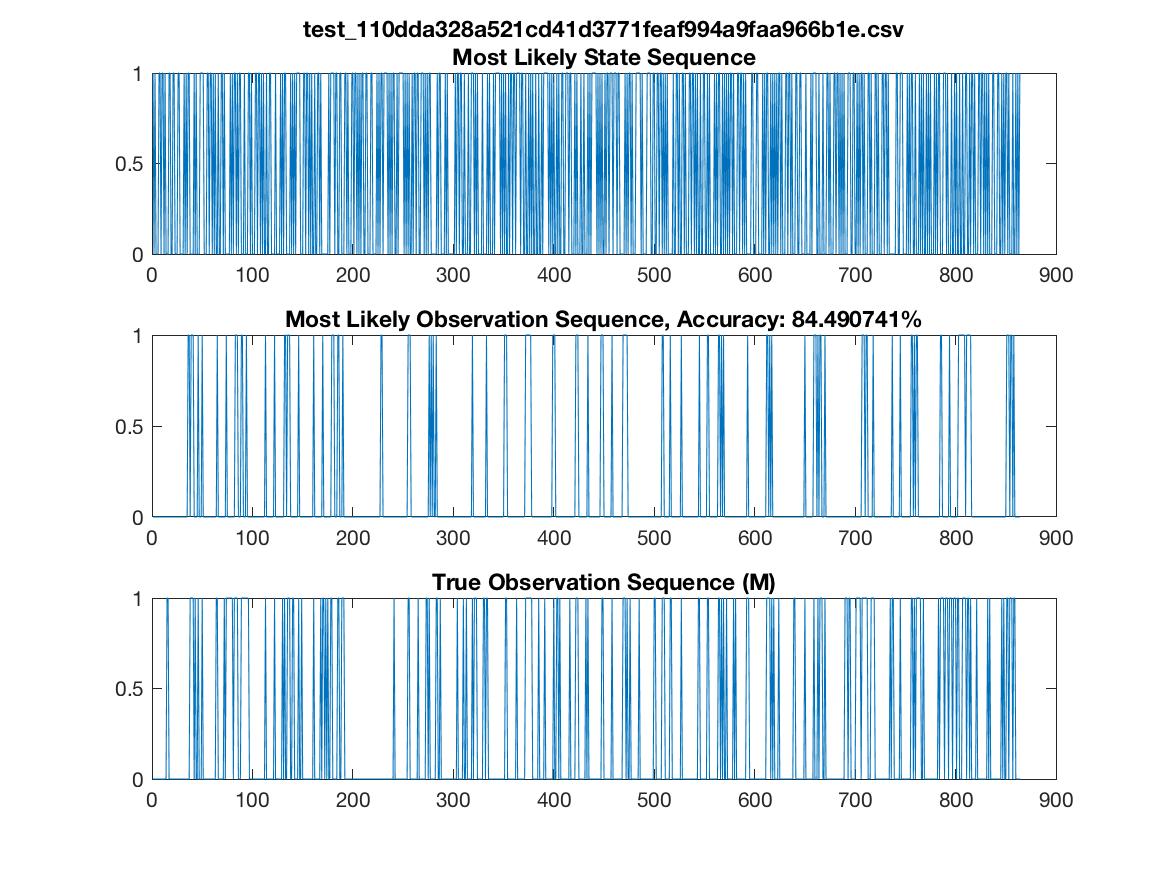 test_110dda328a521cd41d3771feaf994a9faa966b1e.csv
Most Likely State Sequence
1
0.5
0
0 100 200 300 400 500 600 700 800 900
Most Likely Observation Sequence, Accuracy: 84.490741%
1
0.5
0
0 100 200 300 400 500 600 700 800 900
True Observation Sequence (M)
1
0.5
0
0 100 200 300 400 500 600 700 800 900